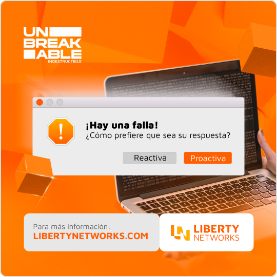 UN
BREAK
ABLE
INDESTRUCTIBLE
¡Hay una falla!
¿Cómo prefiere que sea su respuesta?
Reactiva
Proactiva
Para más información:
LIBERTYNETWORKS.COM
LIBERTY
NETWORKS